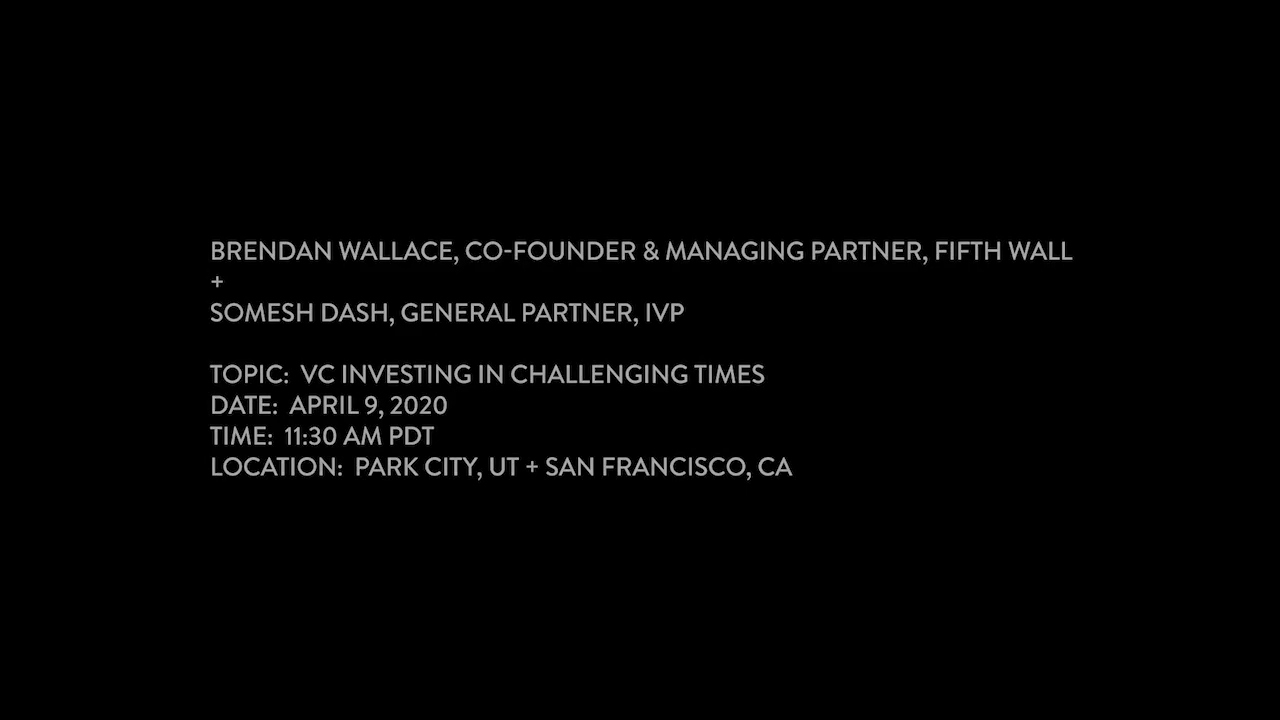 BRENDAN WALLACE, CO-FOUNDER & MANAGING PARTNER, FIFTH WALL
+
SOMESH DASH, GENERAL PARTNER, IVP
TOPIC: VC INVESTING IN CHALLENGING TIMES
DATE: APRIL 9, 2020
TIME: 11:30 AM PDT
LOCATION: PARK CITY, UT + SAN FRANCISCO, CA